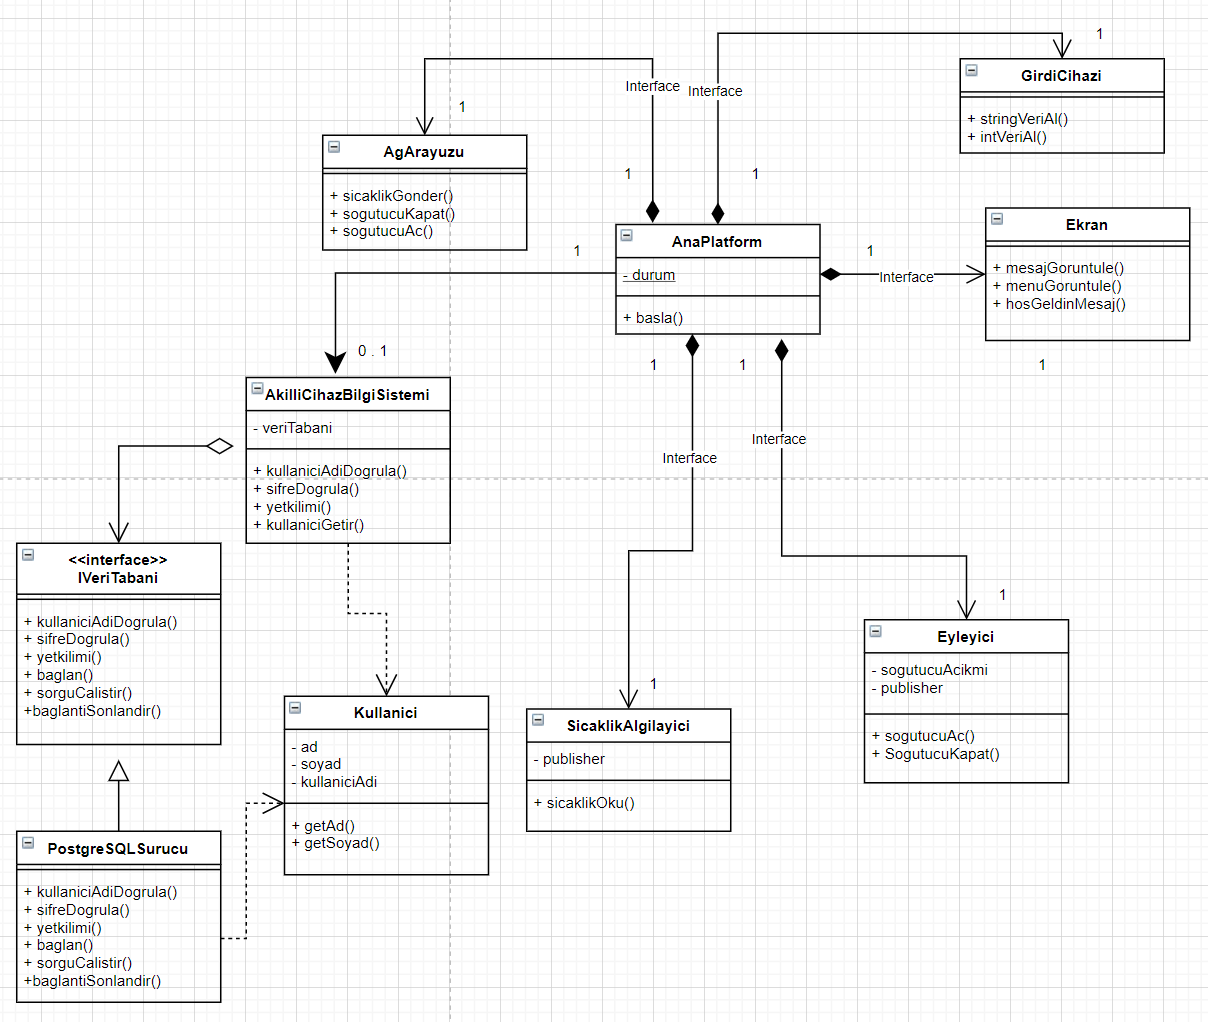 1
GirdiCihazi
+ stringVeriAl()
+ intVeriAl()
Interface
Interface
1
AgArayuzu
+ sicaklikGonder()
+ sogutucuKapat()
+ sogutucuAc()
1
1
AnaPlatform
- durum
+ basla()
Ekran
+ mesajGoruntule()
+ menuGoruntule()
+ hosGeldinMesaj()
1
1
Interface
1
1
1
0 . 1
AkilliCihazBilgiSistemi
- veriTabani
+ kullaniciAdiDogrula()
+ sifreDogrula()
+ yetkilimi()
+ kullaniciGetir()
Interface
Interface
<<interface>>
IVeriTabani
+ kullaniciAdiDogrula()
+ sifreDogrula()
+ yetkilimi()
+ baglan()
+ sorguCalistir()
+baglantiSonlandir()
1
Eyleyici
- sogutucuAcikmi
- publisher
+ sogutucuAc()
+ SogutucuKapat()
1
Kullanici
- ad
- soyad
- kullaniciAdi
+ getAd()
+ getSoyad()
SicaklikAlgilayici
- publisher
+ sicaklikOku()
PostgreSQLSurucu
+ kullaniciAdiDogrula()
+ sifreDogrula()
+ yetkilimi()
+ baglan()
+ sorguCalistir()
+baglantiSonlandir()